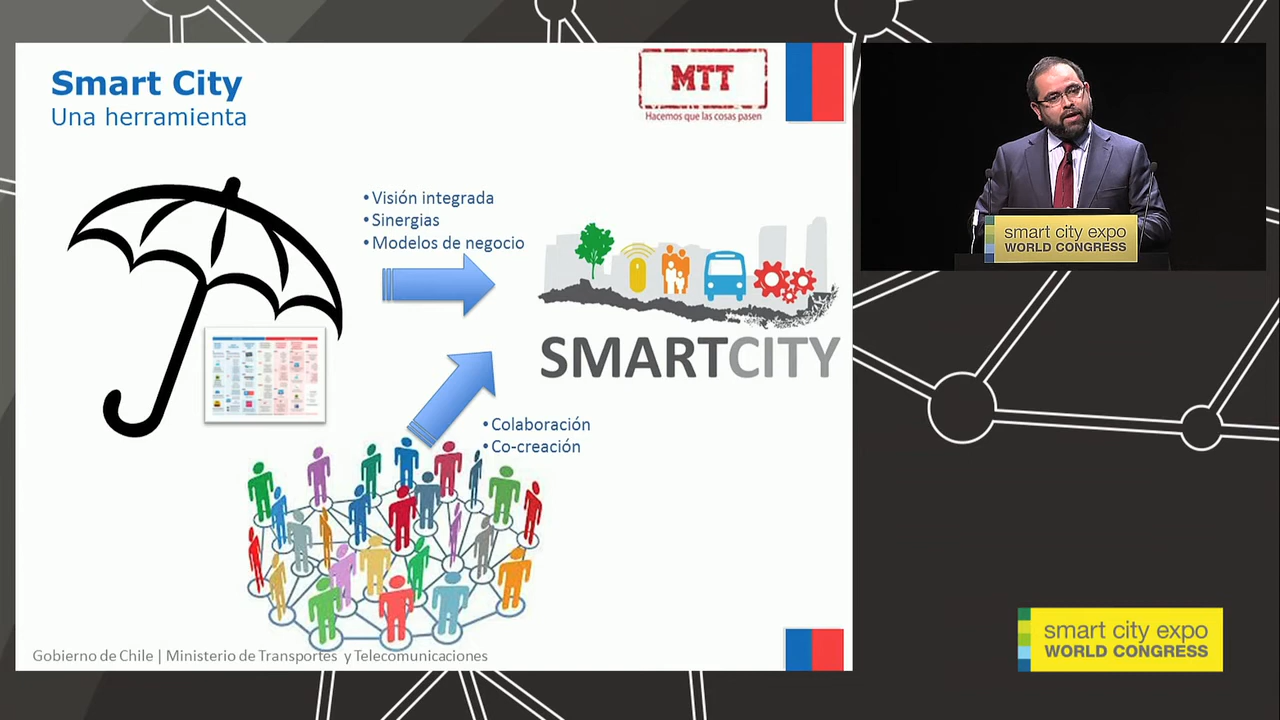 Smart City
Una herramienta
MTT
Hacemos que las cosas pasen
•Visión integrada
•Sinergias
•Modelos de negocio
SMARTCITY
•Colaboración
•Co-creación
Gobierno de Chile | Ministerio de Transportes y Telecomunicaciones
smart city expo
WORLD CONGRESS
smart city expo
WORLD CONGRESS